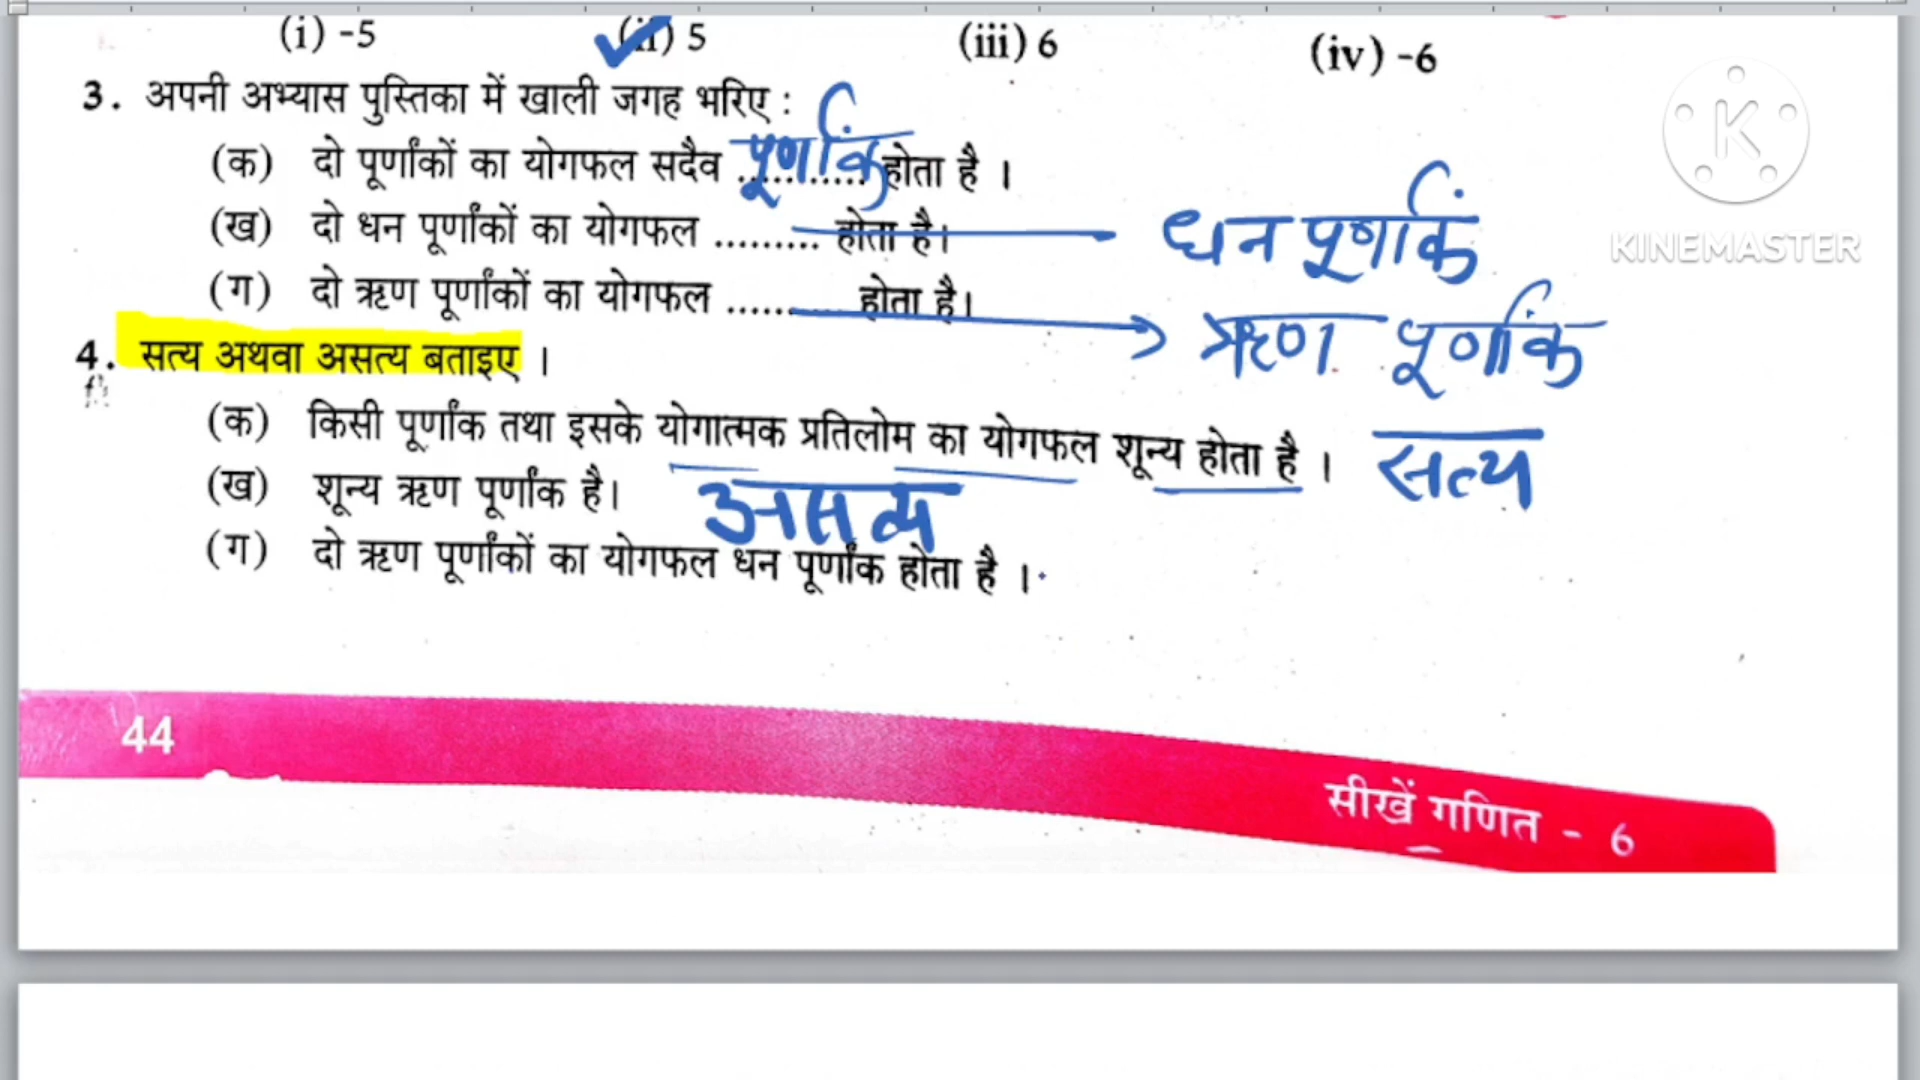 (i) -5 (ii) 5 (iii) 6 (iv) -6
3. अपनी अभ्यास पुस्तिका में खाली जगह भरिए :
(क) दो पूर्णांकों का योगफल सदैव पूर्णांक ........... होता है ।
(ख) दो धन पूर्णांकों का योगफल ......... होता है। धन पूर्णांक
(ग) दो ऋण पूर्णांकों का योगफल ......... होता है। ऋण पूर्णांक
4. सत्य अथवा असत्य बताइए ।
(क) किसी पूर्णांक तथा इसके योगात्मक प्रतिलोम का योगफल शून्य होता है । सत्य
(ख) शून्य ऋण पूर्णांक है। असत्य
(ग) दो ऋण पूर्णांकों का योगफल धन पूर्णांक होता है ।
44
सीखें गणित - 6
K
KINEMASTER